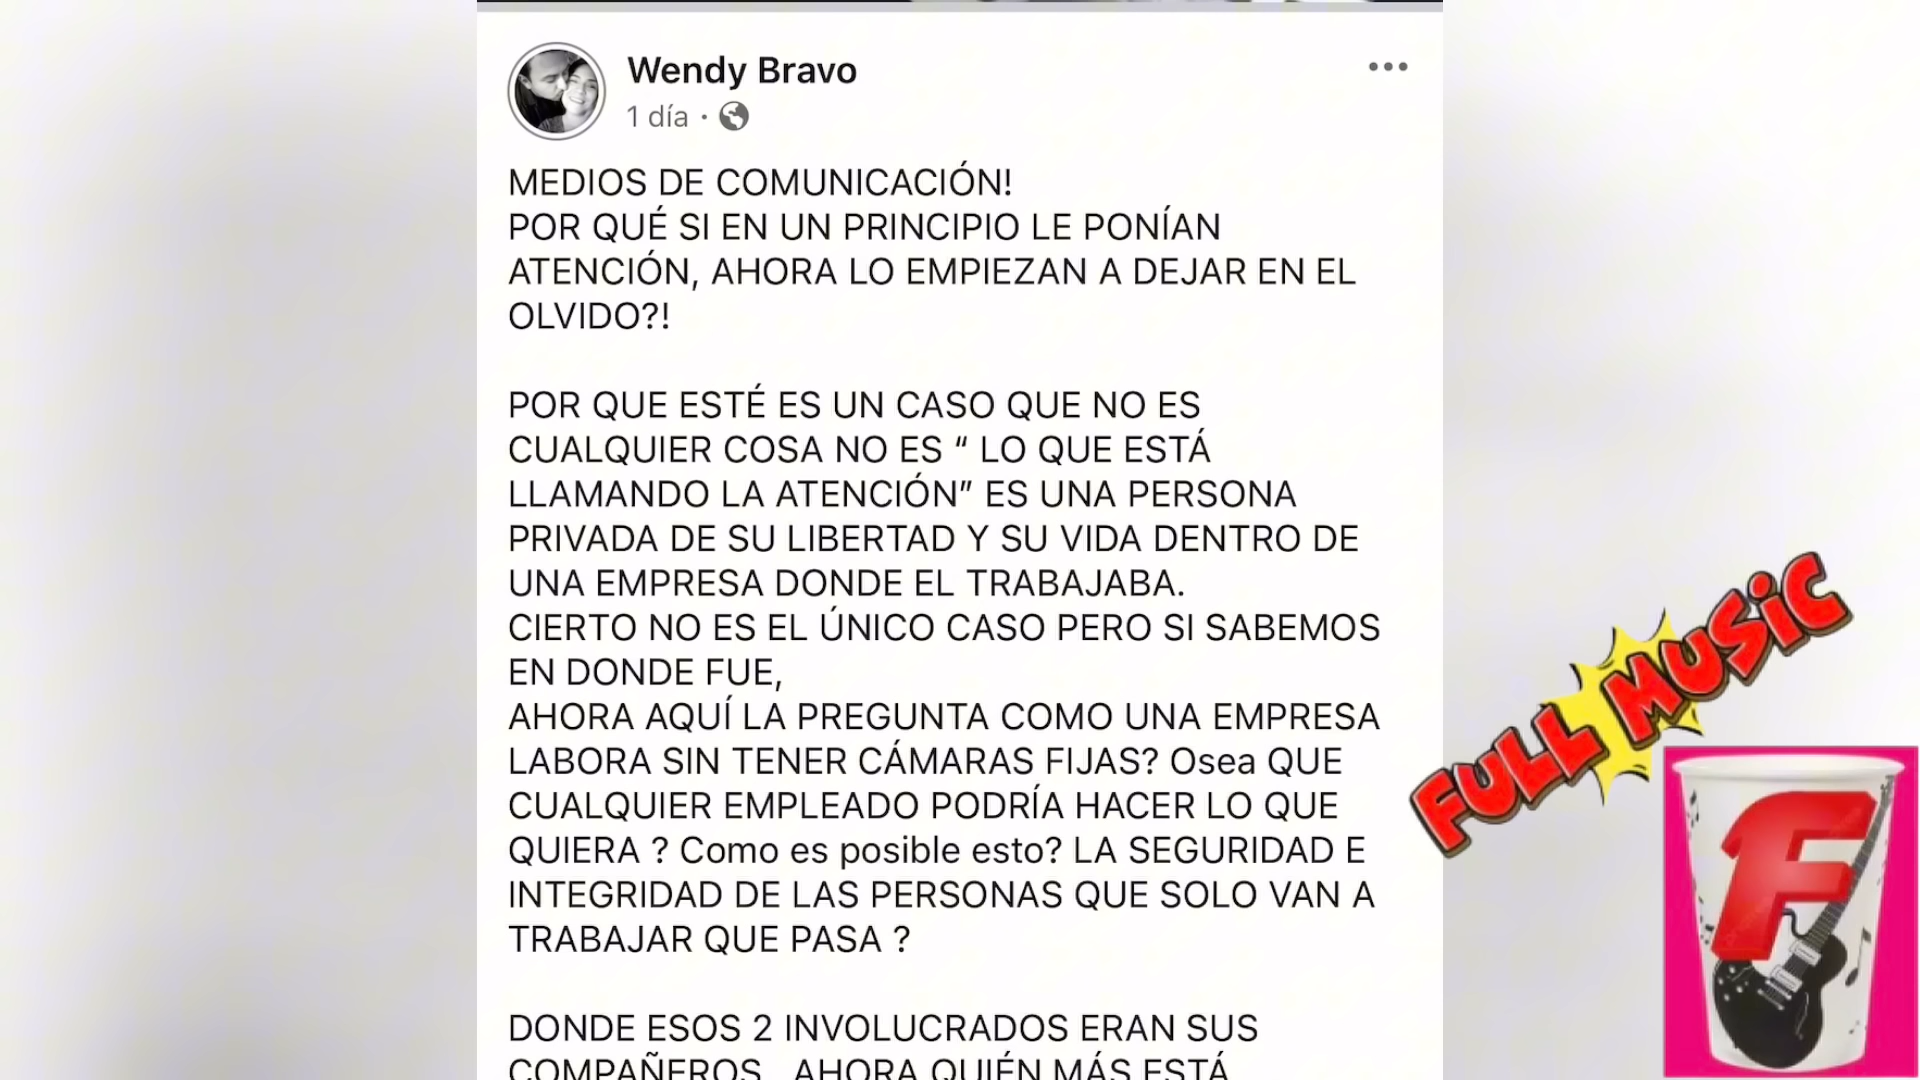 Wendy Bravo
1 día ·
MEDIOS DE COMUNICACIÓN!
POR QUÉ SI EN UN PRINCIPIO LE PONÍAN
ATENCIÓN, AHORA LO EMPIEZAN A DEJAR EN EL
OLVIDO?!
POR QUE ESTÉ ES UN CASO QUE NO ES
CUALQUIER COSA NO ES “ LO QUE ESTÁ
LLAMANDO LA ATENCIÓN” ES UNA PERSONA
PRIVADA DE SU LIBERTAD Y SU VIDA DENTRO DE
UNA EMPRESA DONDE EL TRABAJABA.
CIERTO NO ES EL ÚNICO CASO PERO SI SABEMOS
EN DONDE FUE,
AHORA AQUÍ LA PREGUNTA COMO UNA EMPRESA
LABORA SIN TENER CÁMARAS FIJAS? Osea QUE
CUALQUIER EMPLEADO PODRÍA HACER LO QUE
QUIERA ? Como es posible esto? LA SEGURIDAD E
INTEGRIDAD DE LAS PERSONAS QUE SOLO VAN A
TRABAJAR QUE PASA ?
DONDE ESOS 2 INVOLUCRADOS ERAN SUS
COMPAÑEROS , AHORA QUIÉN MÁS ESTÁ
FULL MUSIC
F